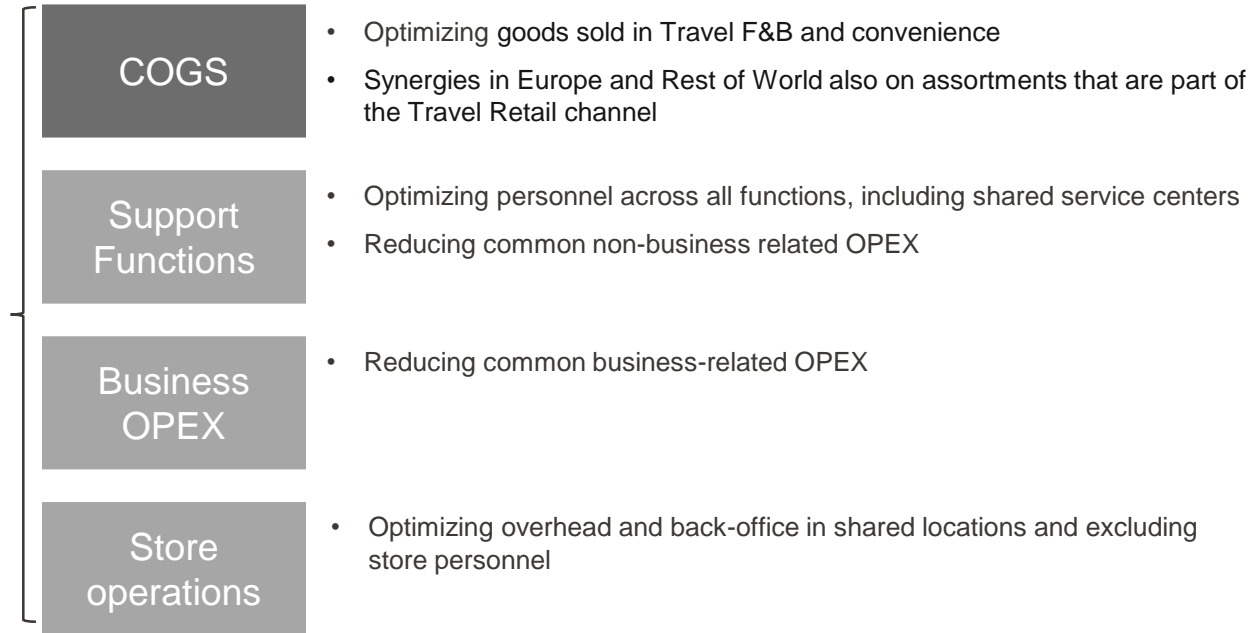 COGS
• Optimizing goods sold in Travel F&B and convenience
• Synergies in Europe and Rest of World also on assortments that are part of
the Travel Retail channel
Support
Functions
• Optimizing personnel across all functions, including shared service centers
• Reducing common non-business related OPEX
Business
OPEX
• Reducing common business-related OPEX
Store
operations
• Optimizing overhead and back-office in shared locations and excluding
store personnel